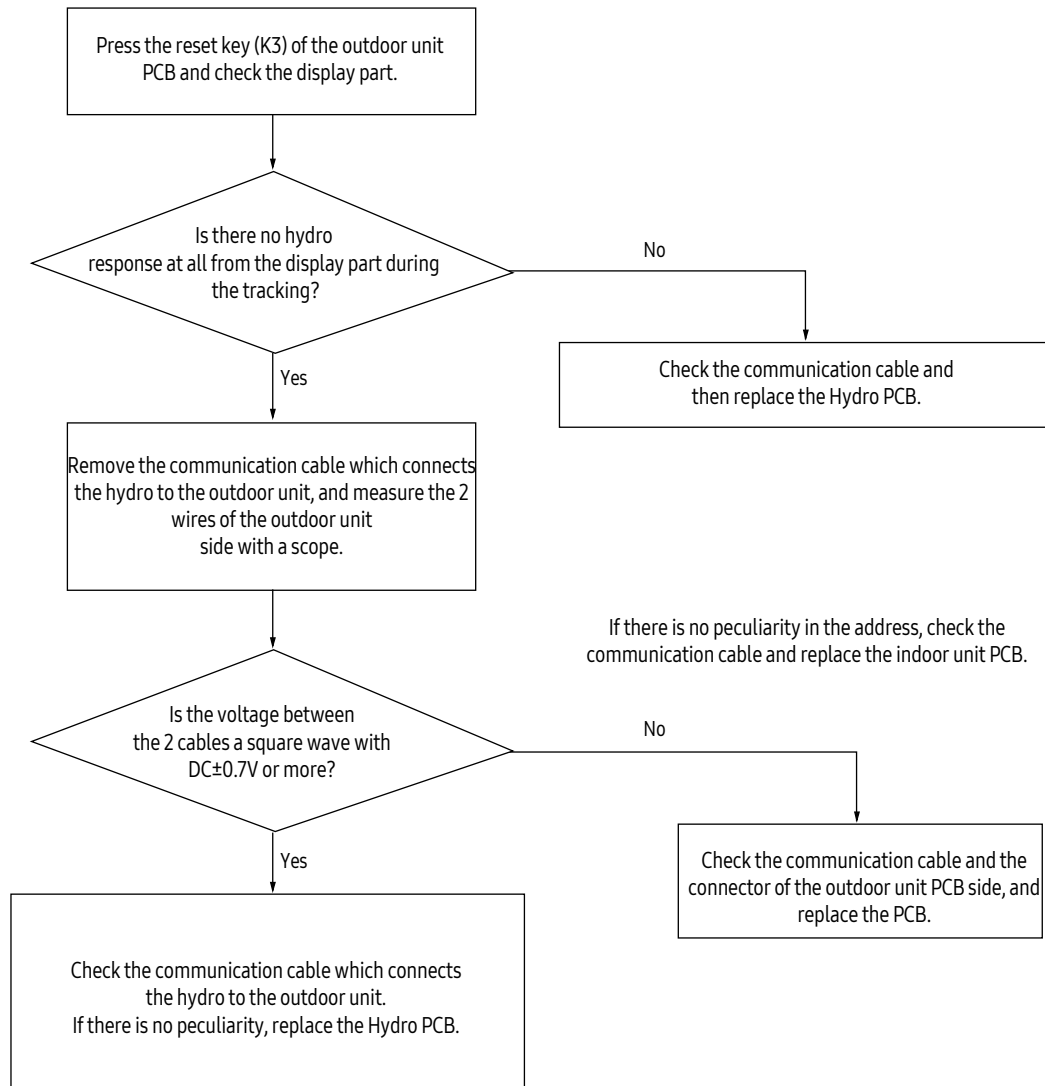 Press the reset key (K3) of the outdoor unit
PCB and check the display part.
Is there no hydro
response at all from the display part during
the tracking?
No
Check the communication cable and
then replace the Hydro PCB.
Yes
Remove the communication cable which connects
the hydro to the outdoor unit, and measure the 2
wires of the outdoor unit
side with a scope.
If there is no peculiarity in the address, check the
communication cable and replace the indoor unit PCB.
Is the voltage between
the 2 cables a square wave with
DC±0.7V or more?
No
Check the communication cable and the
connector of the outdoor unit PCB side, and
replace the PCB.
Yes
Check the communication cable which connects
the hydro to the outdoor unit.
If there is no peculiarity, replace the Hydro PCB.